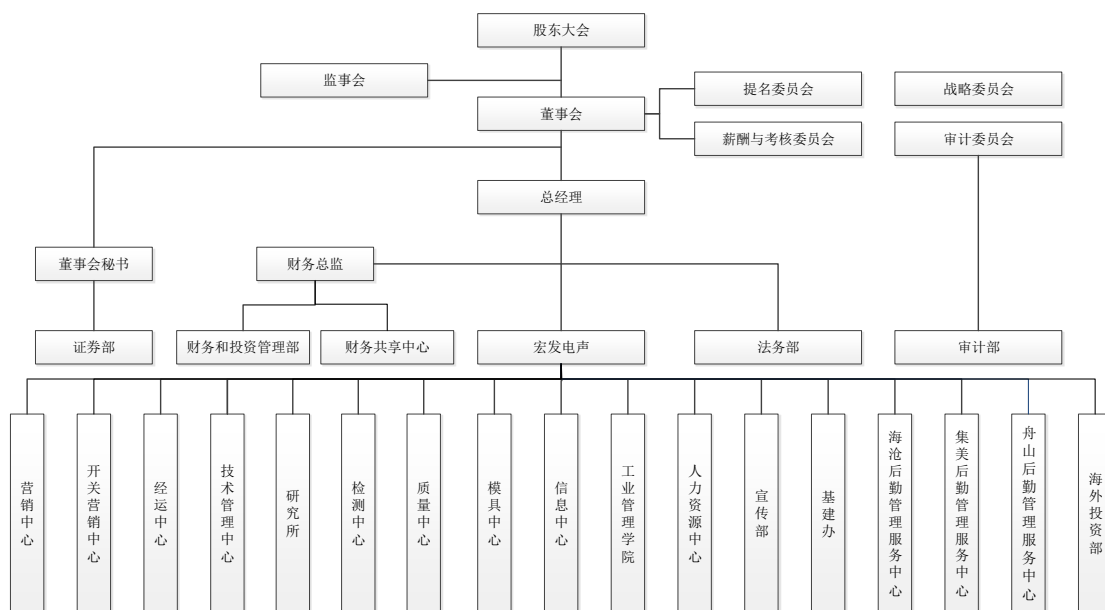 股东大会
监事会
提名委员会
战略委员会
董事会
薪酬与考核委员会
审计委员会
总经理
董事会秘书
财务总监
证券部
财务和投资管理部
财务共享中心
宏发电声
法务部
审计部
营销中心
开关营销中心
经运中心
技术管理中心
研究所
检测中心
质量中心
模具中心
信息中心
工业管理学院
人力资源中心
宣传部
基建办
海沧后勤管理服务中心
集美后勤管理服务中心
舟山后勤管理服务中心
海外投资部